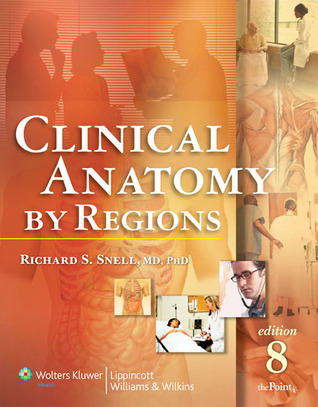 CLINICAL
ANATOMY
BY REGIONS
RICHARD S. SNELL, MD, PHD
edition
8
thePoint
Wolters Kluwer
Health
Lippincott
Williams & Wilkins